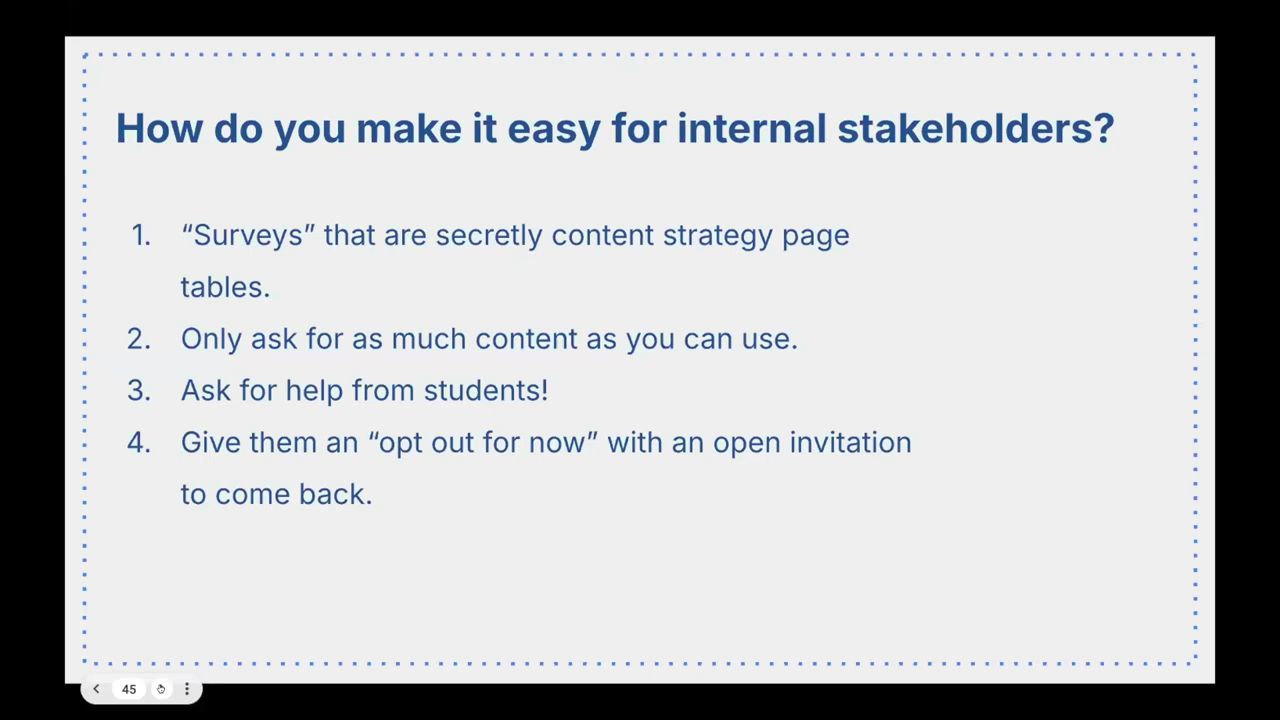 How do you make it easy for internal stakeholders?
1. “Surveys” that are secretly content strategy page
tables.
2. Only ask for as much content as you can use.
3. Ask for help from students!
4. Give them an “opt out for now” with an open invitation
to come back.
45